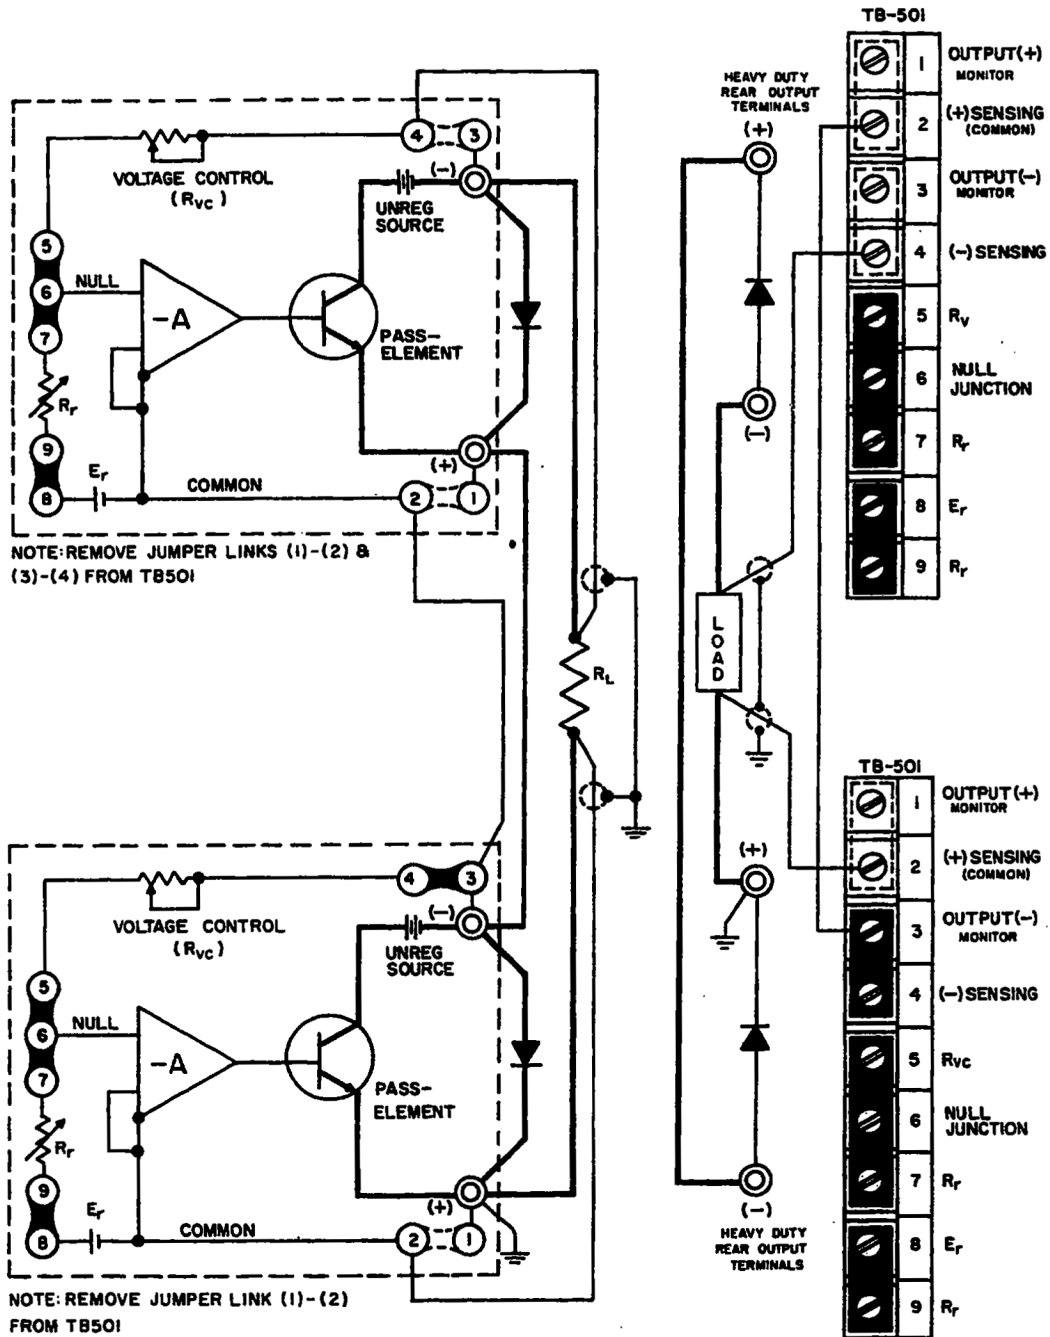 4
3
(-)
VOLTAGE CONTROL
(RVC)
UNREG
SOURCE
5
6
7
NULL
-A
PASS-
ELEMENT
Rr
9
8
Er
COMMON
(+)
2
1
NOTE: REMOVE JUMPER LINKS (1)-(2) &
(3)-(4) FROM TB501
RL
4
3
(-)
VOLTAGE CONTROL
(RVC)
UNREG
SOURCE
5
6
7
NULL
-A
PASS-
ELEMENT
Rr
9
8
Er
COMMON
(+)
2
1
NOTE: REMOVE JUMPER LINK (1)-(2)
FROM TB501
HEAVY DUTY
REAR OUTPUT
TERMINALS
(+)
(-)
LOAD
(+)
(-)
HEAVY DUTY
REAR OUTPUT
TERMINALS
TB-501
1 OUTPUT(+)
MONITOR
2 (+)SENSING
(COMMON)
3 OUTPUT(-)
MONITOR
4 (-)SENSING
5 RV
6 NULL
JUNCTION
7 Rr
8 Er
9 Rr
TB-501
1 OUTPUT(+)
MONITOR
2 (+)SENSING
(COMMON)
3 OUTPUT(-)
MONITOR
4 (-)SENSING
5 RVC
6 NULL
JUNCTION
7 Rr
8 Er
9 Rr